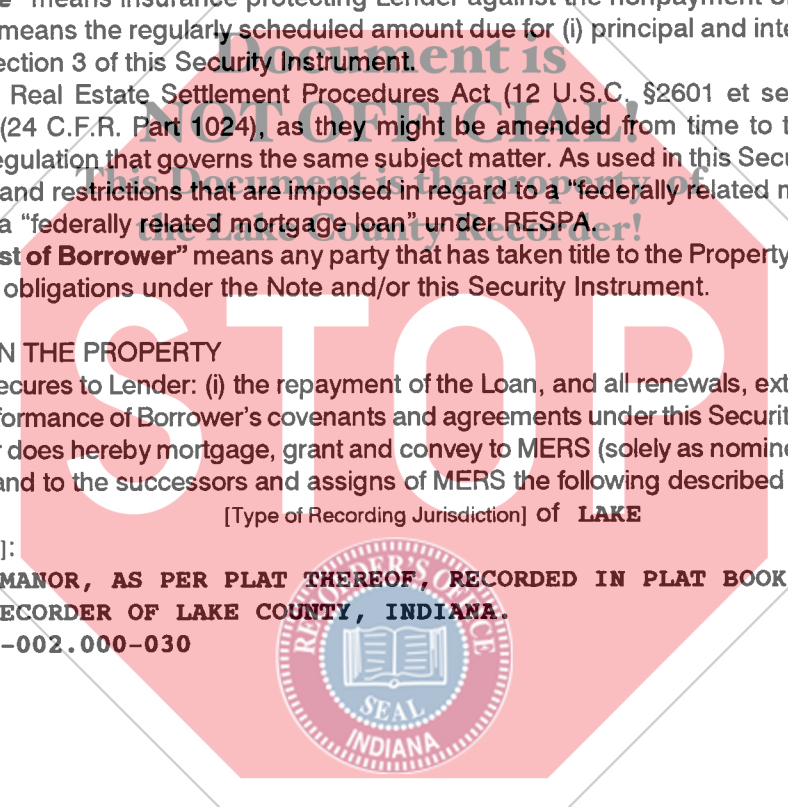 means insurance protecting Lender against the nonpayment of
means the regularly scheduled amount due for (i) principal and inte
ection 3 of this Security Instrument.
Document is
Real Estate Settlement Procedures Act (12 U.S.C. §2601 et se
NOT OFFICIAL!
(24 C.F.R. Part 1024), as they might be amended from time to t
egulation that governs the same subject matter. As used in this Secu
This Document is the property of
and restrictions that are imposed in regard to a “federally related m
the Lake County Recorder!
a “federally related mortgage loan” under RESPA.
st of Borrower” means any party that has taken title to the Property
obligations under the Note and/or this Security Instrument.
STOP
N THE PROPERTY
ecures to Lender: (i) the repayment of the Loan, and all renewals, ext
formance of Borrower’s covenants and agreements under this Securit
r does hereby mortgage, grant and convey to MERS (solely as nomine
and to the successors and assigns of MERS the following described
[Type of Recording Jurisdiction] of LAKE
]:
MANOR, AS PER PLAT THEREOF, RECORDED IN PLAT BOOK
ECORDER OF LAKE COUNTY, INDIANA.
-002.000-030
RECORDER'S OFFICE
SEAL
INDIANA